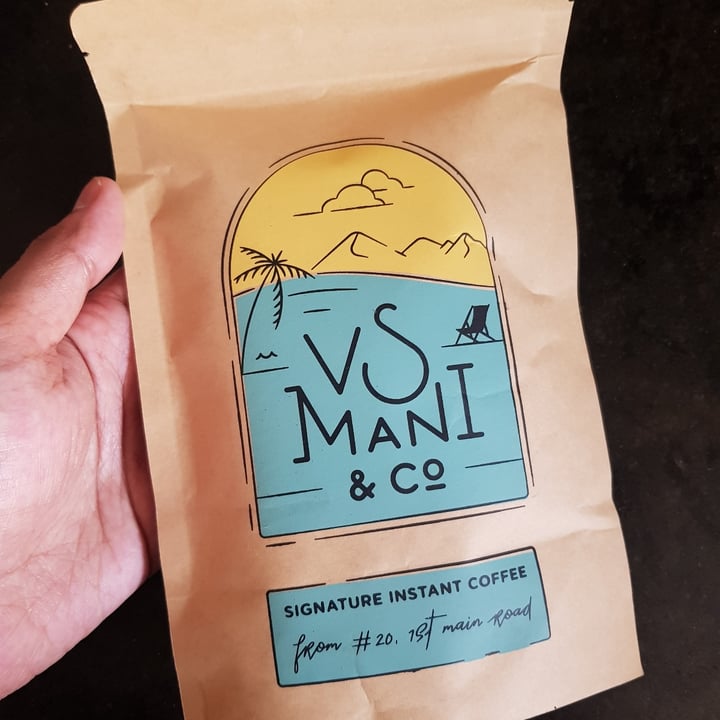 VS
MANI
& Co
SIGNATURE INSTANT COFFEE
from #20, 1st main road